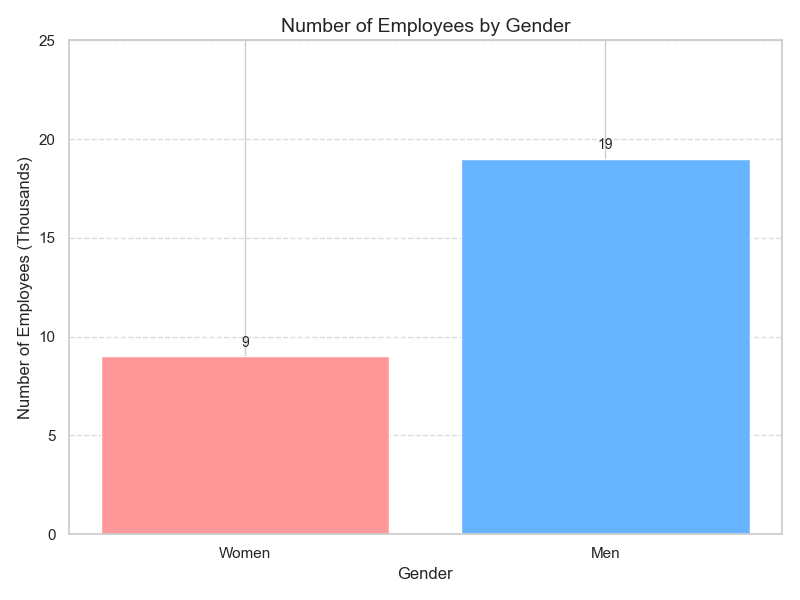 Number of Employees by Gender
Number of Employees (Thousands)
25
20
15
10
5
0
9
19
Women
Men
Gender